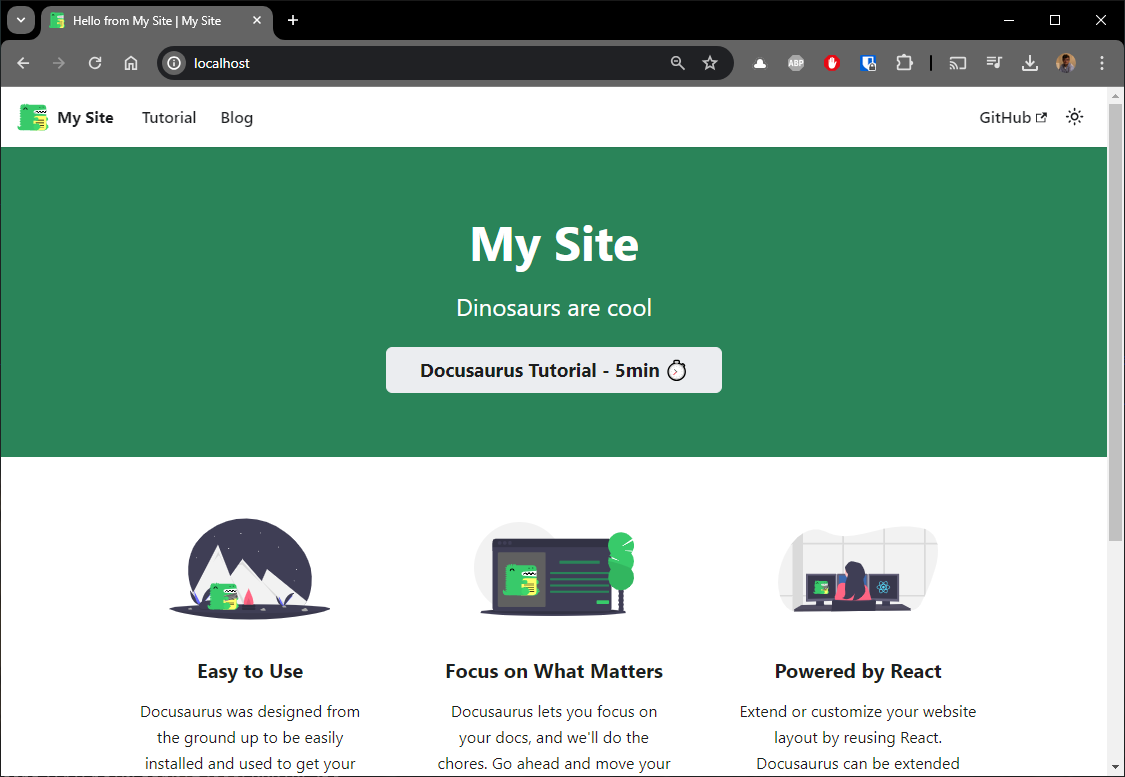 Hello from My Site | My Site
localhost
ABP
My Site
Tutorial
Blog
GitHub
My Site
Dinosaurs are cool
Docusaurus Tutorial - 5min
Easy to Use
Docusaurus was designed from
the ground up to be easily
installed and used to get your
Focus on What Matters
Docusaurus lets you focus on
your docs, and we'll do the
chores. Go ahead and move your
Powered by React
Extend or customize your website
layout by reusing React.
Docusaurus can be extended